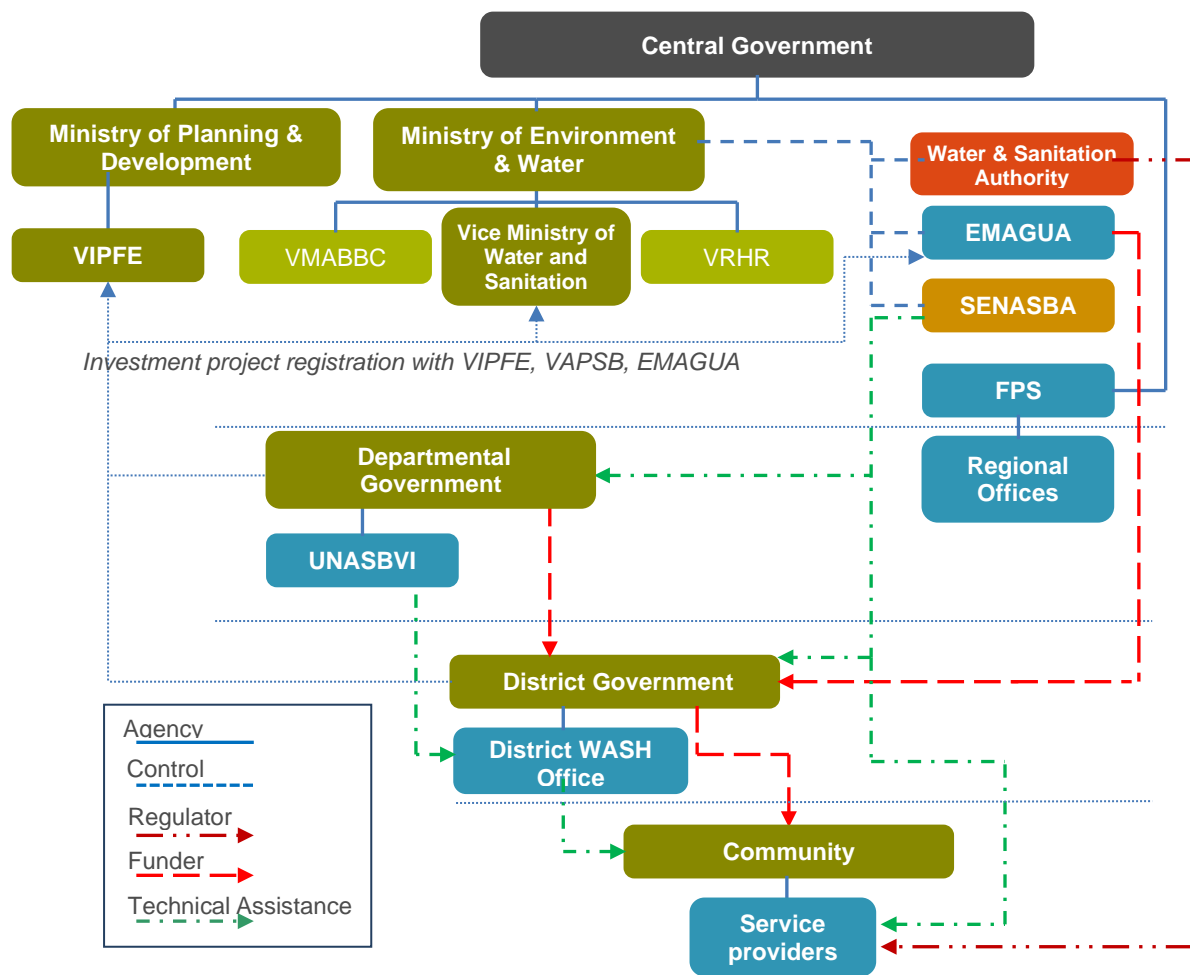 Central Government
Ministry of Planning &
Development
Ministry of Environment
& Water
Water & Sanitation
Authority
VIPFE
VMABBC
Vice Ministry of
Water and
Sanitation
VRHR
EMAGUA
SENASBA
Investment project registration with VIPFE, VAPSB, EMAGUA
FPS
Regional
Offices
Departmental
Government
UNASBVI
District Government
District WASH
Office
Community
Service
providers
Agency
Control
Regulator
Funder
Technical Assistance